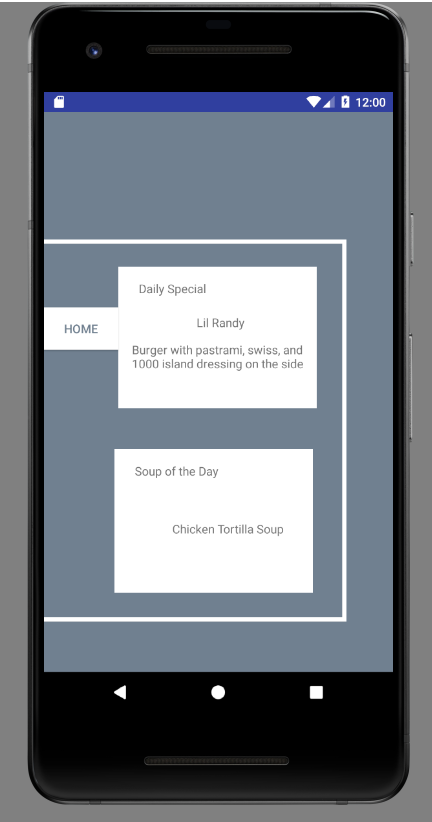 12:00
Daily Special
HOME
Lil Randy
Burger with pastrami, swiss, and
1000 island dressing on the side
Soup of the Day
Chicken Tortilla Soup